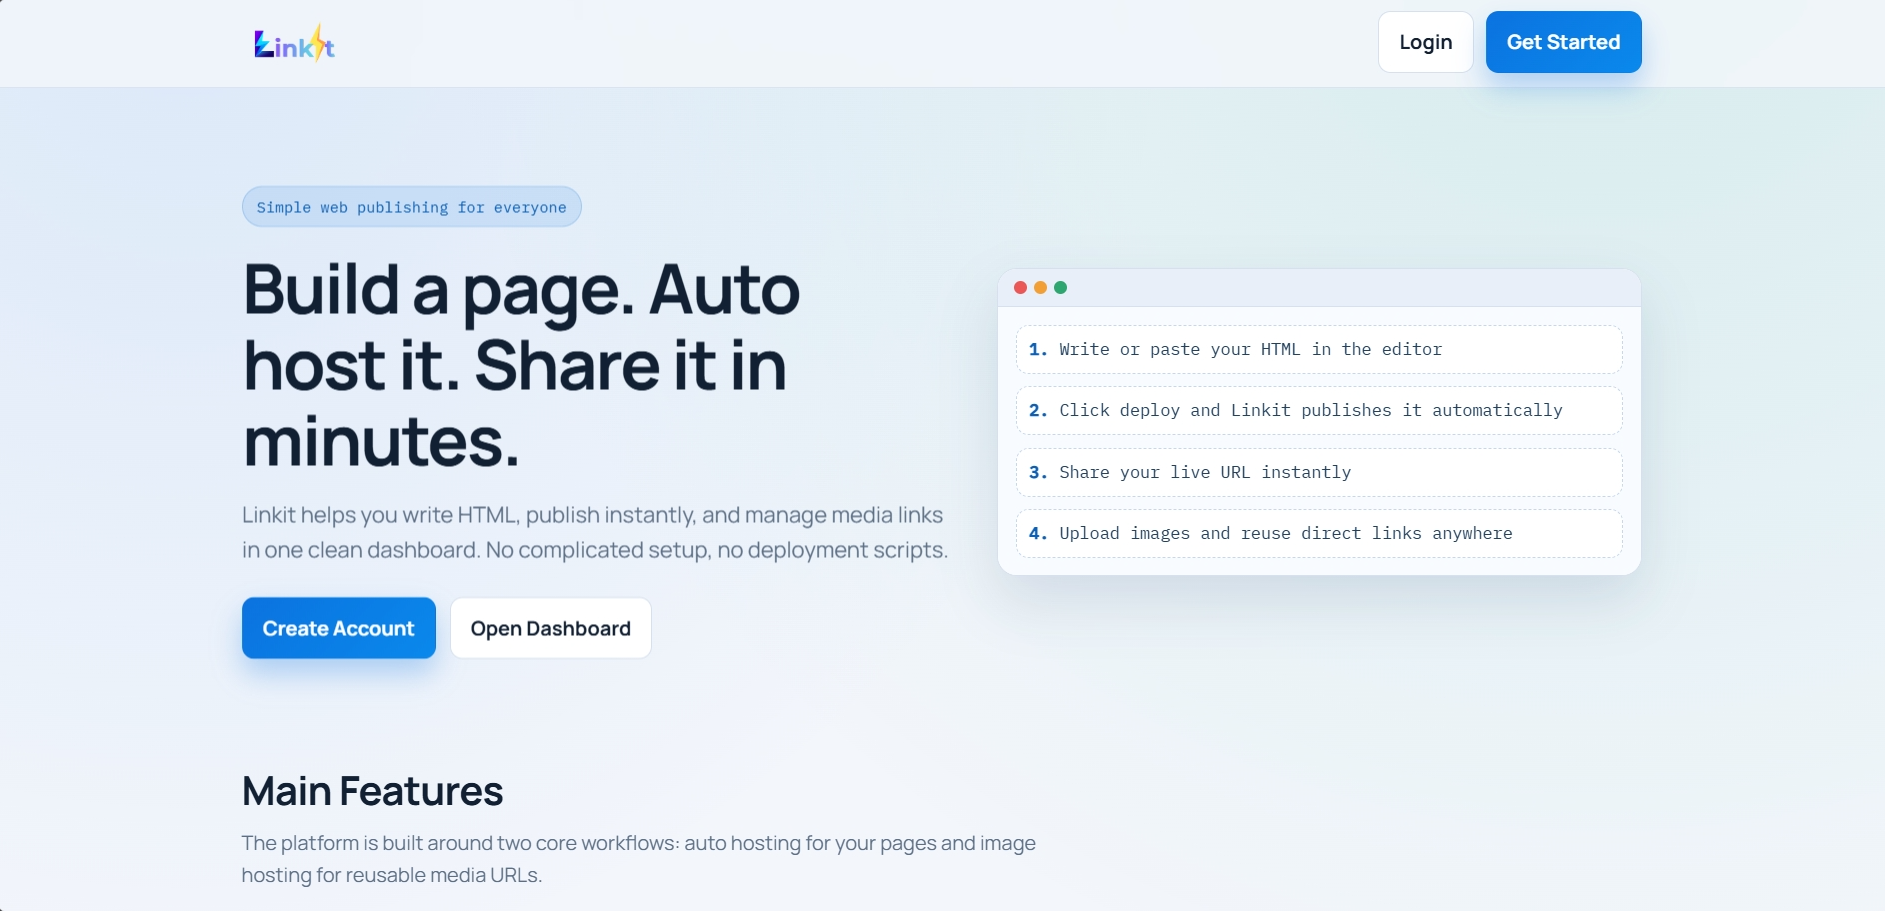 Linkit
Login
Get Started
Simple web publishing for everyone
Build a page. Auto
host it. Share it in
minutes.
Linkit helps you write HTML, publish instantly, and manage media links
in one clean dashboard. No complicated setup, no deployment scripts.
Create Account
Open Dashboard
1. Write or paste your HTML in the editor
2. Click deploy and Linkit publishes it automatically
3. Share your live URL instantly
4. Upload images and reuse direct links anywhere
Main Features
The platform is built around two core workflows: auto hosting for your pages and image
hosting for reusable media URLs.